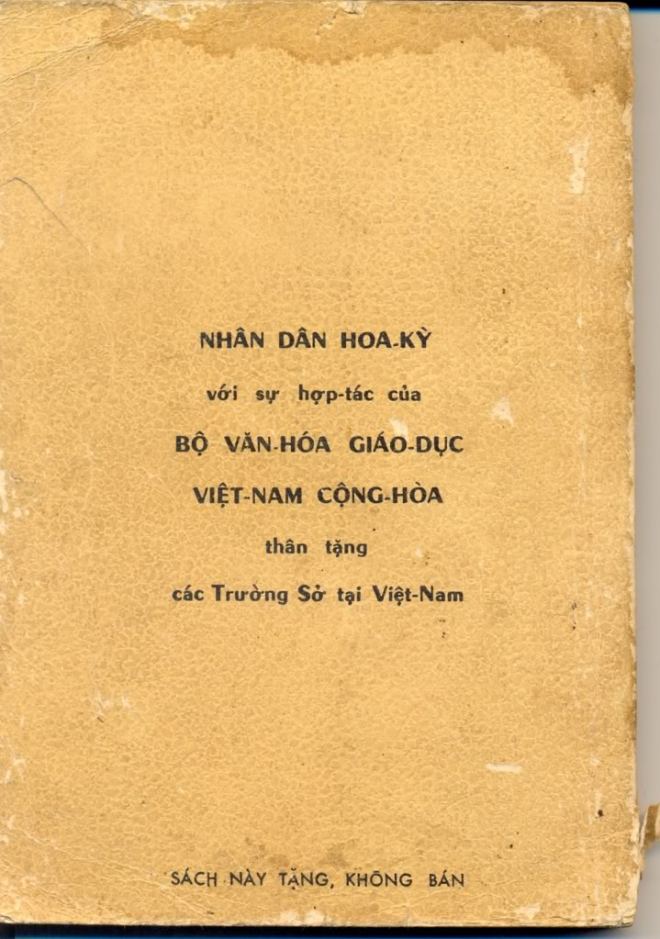 NHÂN DÂN HOA-KỲ
với sự hợp-tác của
BỘ VĂN-HÓA GIÁO-DỤC
VIỆT-NAM CỘNG-HÒA
thân tặng
các Trường Sở tại Việt-Nam
SÁCH NÀY TẶNG, KHÔNG BÁN